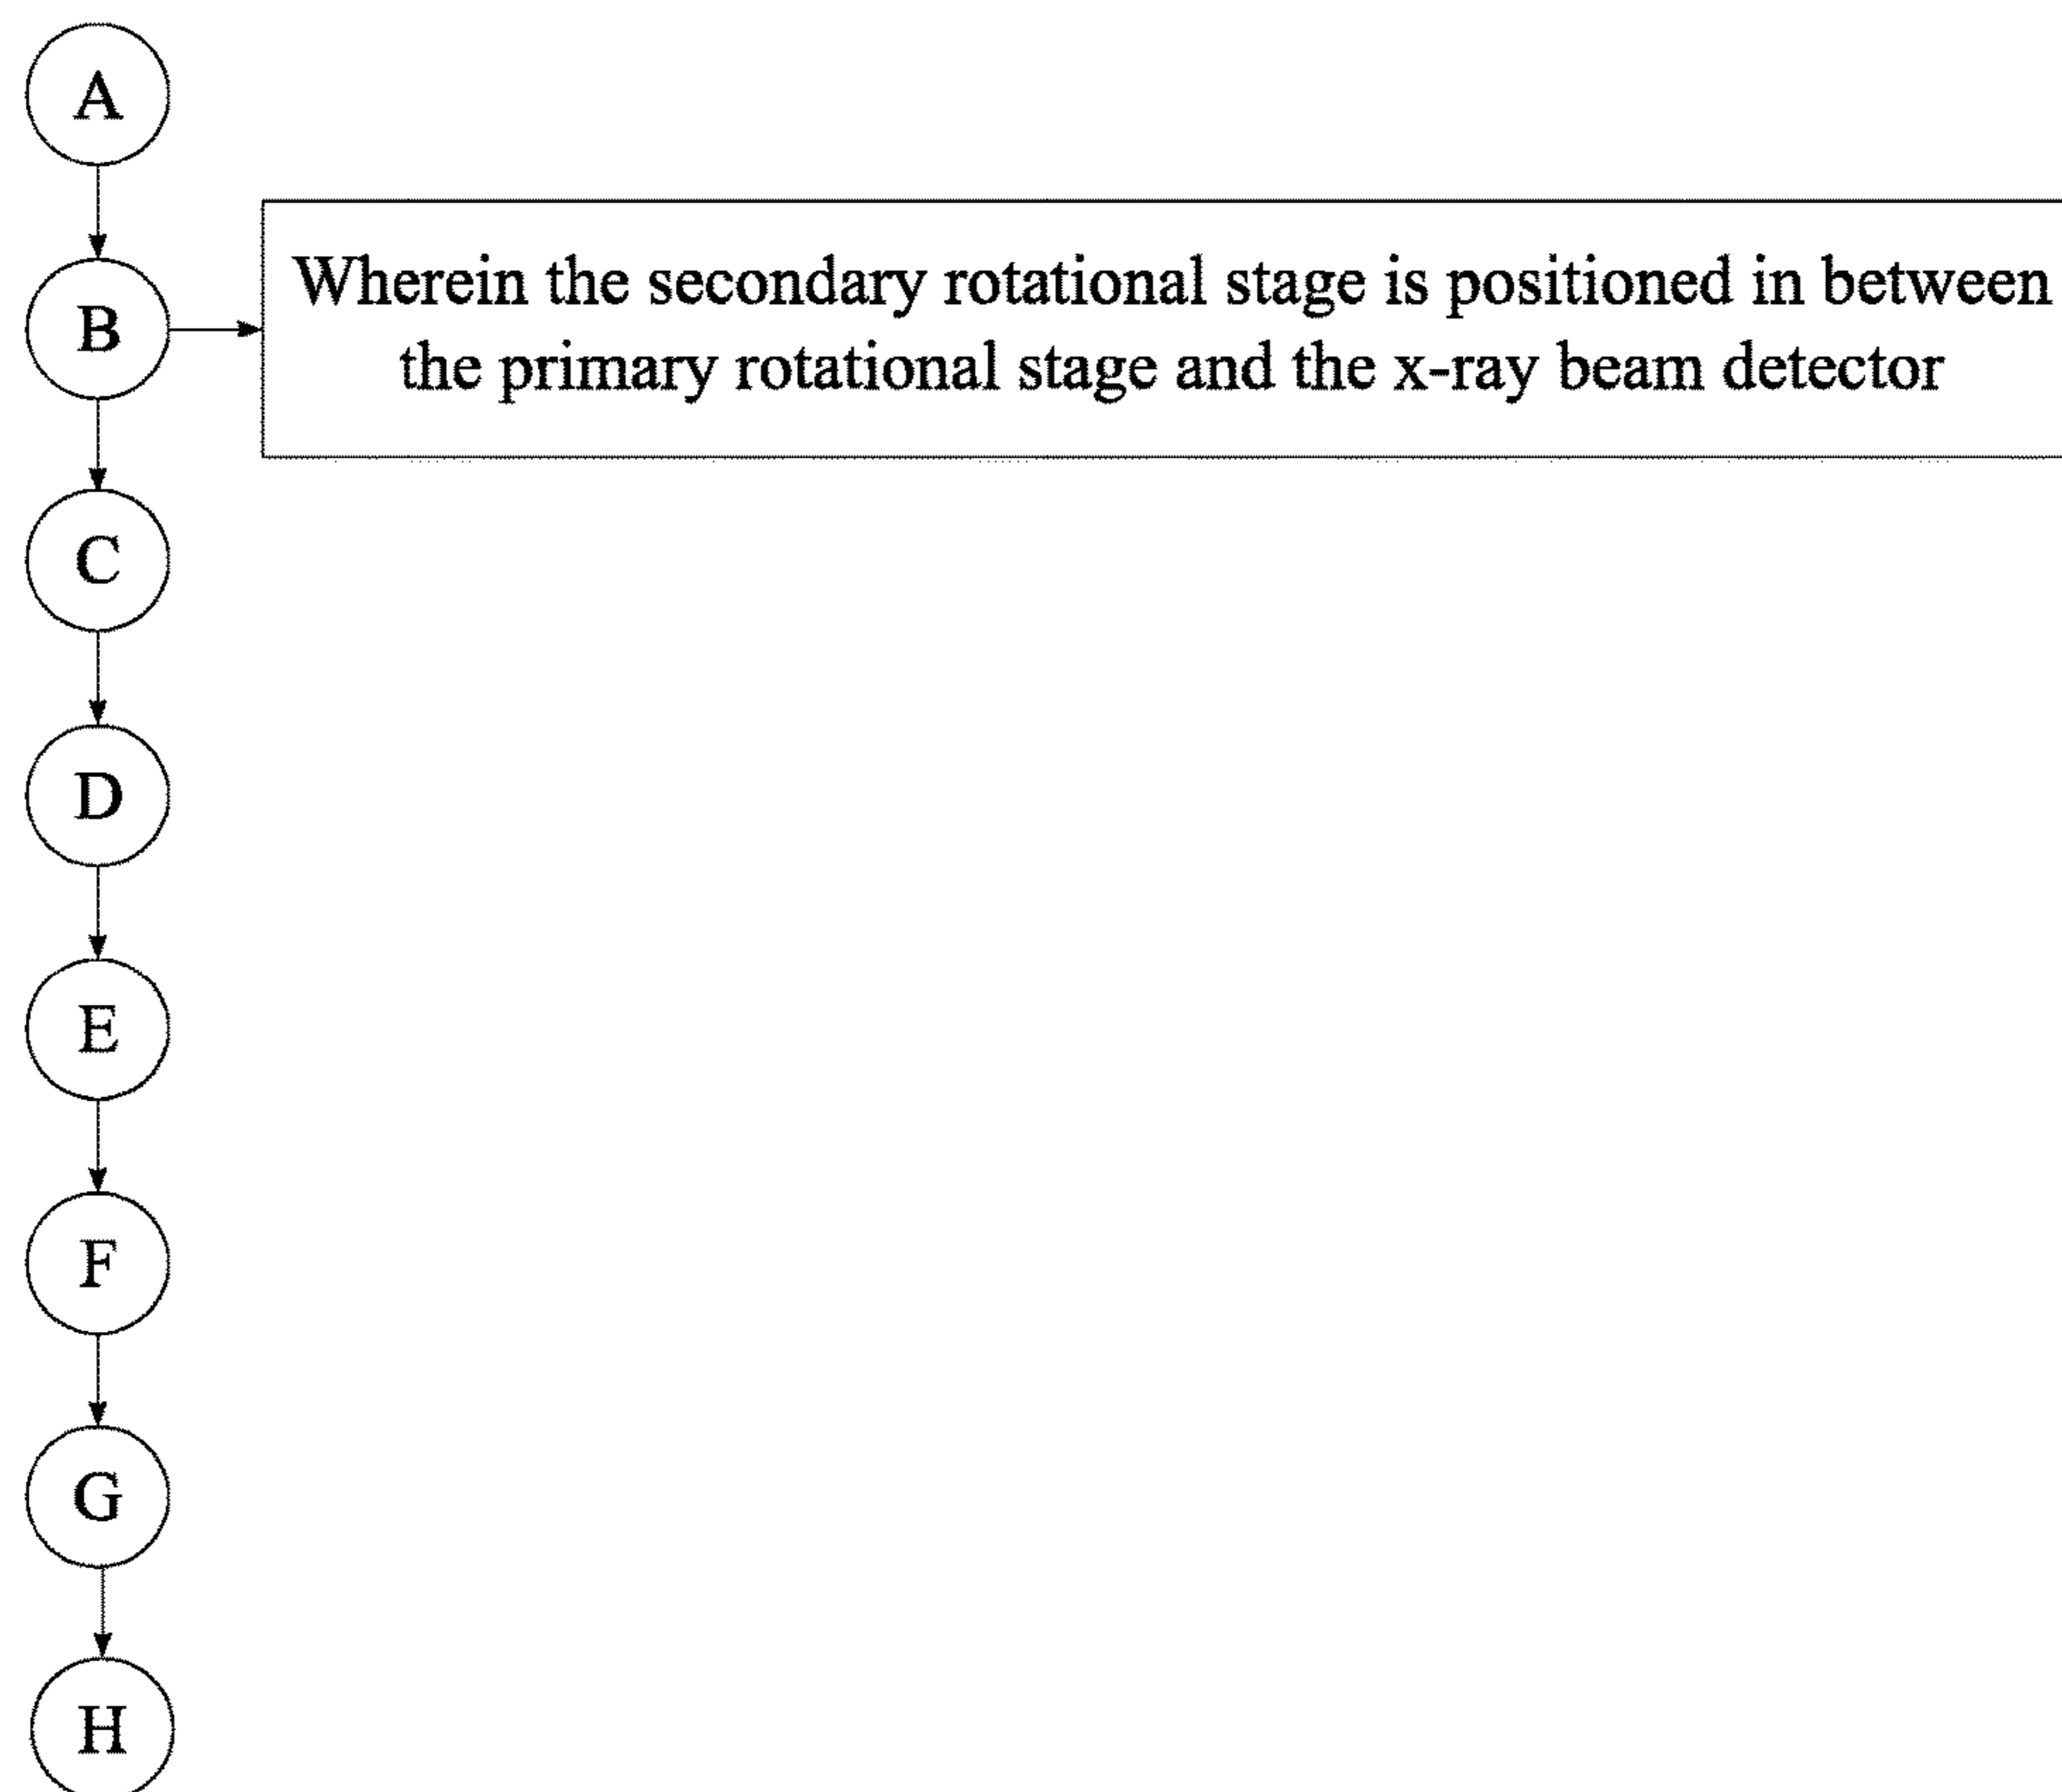 A
B
Wherein the secondary rotational stage is positioned in between
the primary rotational stage and the x-ray beam detector
C
D
E
F
G
H